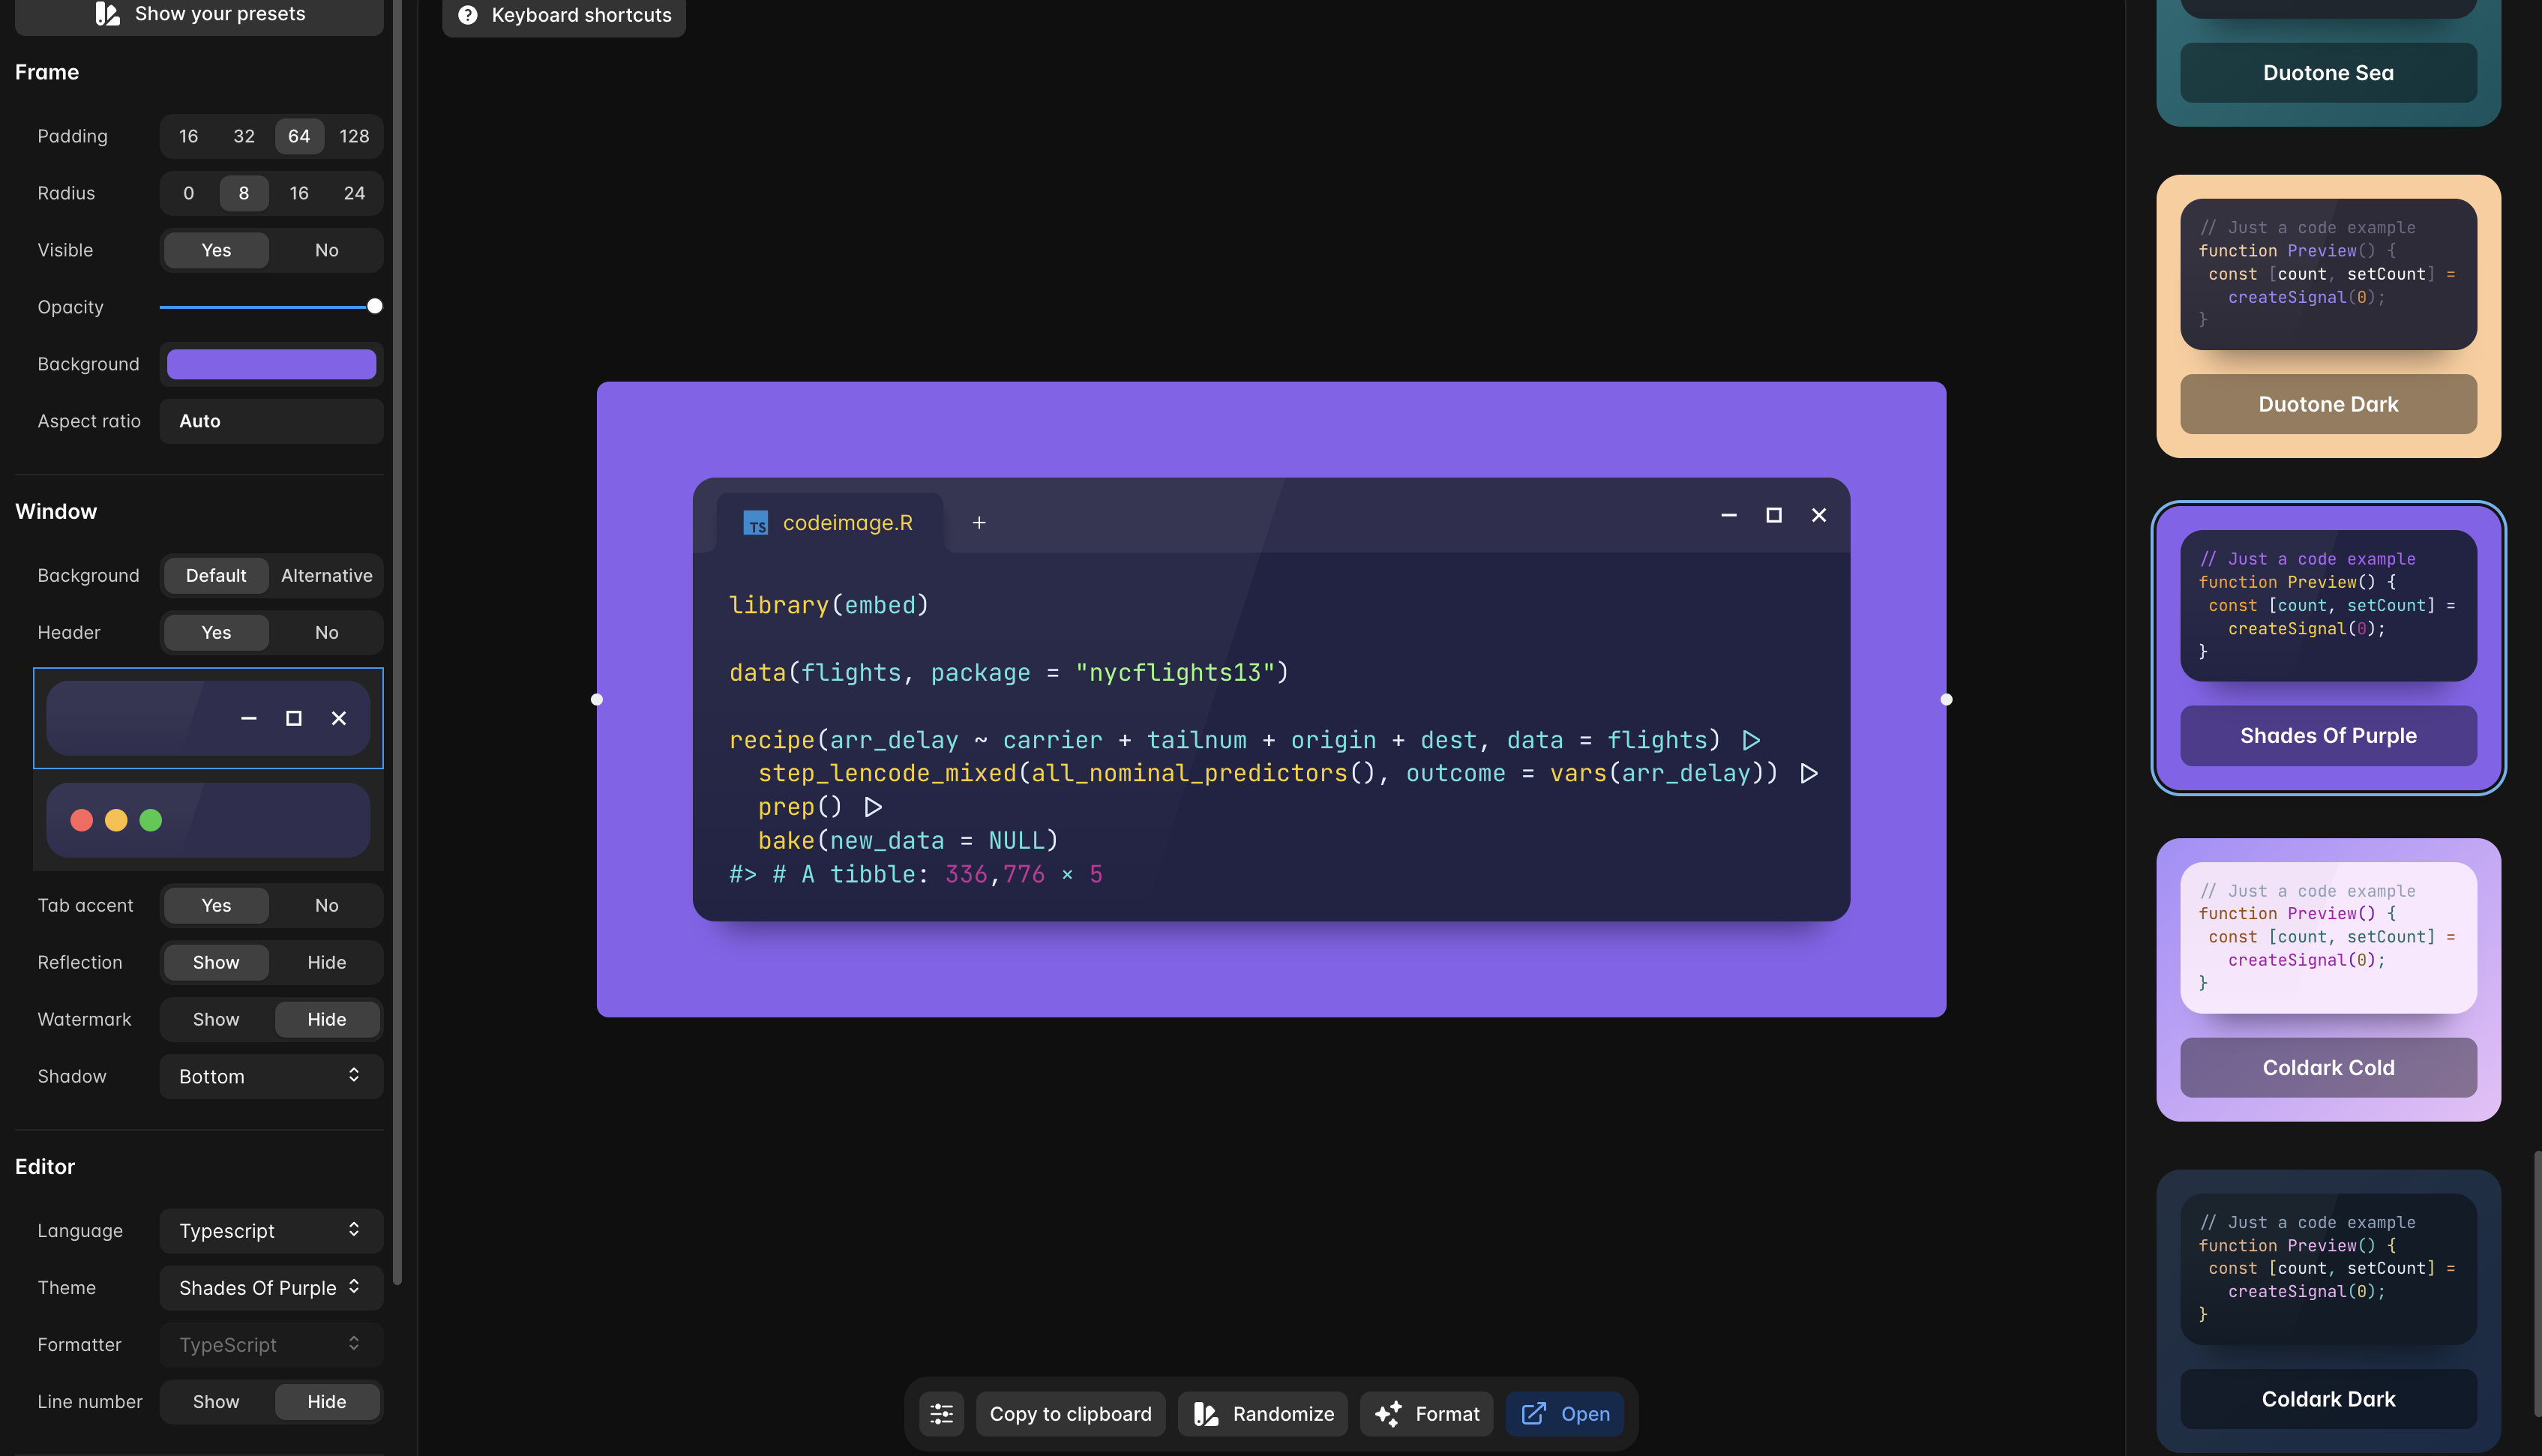 Show your presets
Frame
Padding 16 32 64 128
Radius 0 8 16 24
Visible Yes No
Opacity
Background
Aspect ratio Auto
Window
Background Default Alternative
Header Yes No
Tab accent Yes No
Reflection Show Hide
Watermark Show Hide
Shadow Bottom
Editor
Language Typescript
Theme Shades Of Purple
Formatter TypeScript
Line number Show Hide
? Keyboard shortcuts
TS codeimage.R +
library(embed)
data(flights, package = "nycflights13")
recipe(arr_delay ~ carrier + tailnum + origin + dest, data = flights) |>
  step_lencode_mixed(all_nominal_predictors(), outcome = vars(arr_delay)) |>
  prep() |>
  bake(new_data = NULL)
#> # A tibble: 336,776 × 5
Copy to clipboard Randomize Format Open
Duotone Sea
// Just a code example
function Preview() {
 const [count, setCount] =
   createSignal(0);
}
Duotone Dark
// Just a code example
function Preview() {
 const [count, setCount] =
   createSignal(0);
}
Shades Of Purple
// Just a code example
function Preview() {
 const [count, setCount] =
   createSignal(0);
}
Coldark Cold
// Just a code example
function Preview() {
 const [count, setCount] =
   createSignal(0);
}
Coldark Dark